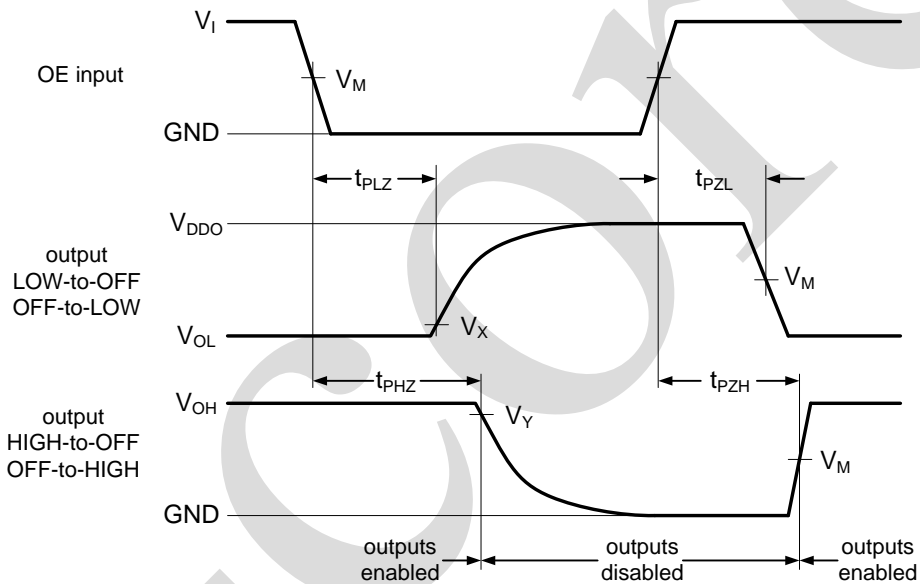 V_I
OE input
V_M
GND
t_PLZ
t_PZL
V_DDO
output
LOW-to-OFF
OFF-to-LOW
V_M
V_X
V_OL
t_PHZ
t_PZH
V_OH
output
HIGH-to-OFF
OFF-to-HIGH
V_Y
V_M
GND
outputs
enabled
outputs
disabled
outputs
enabled